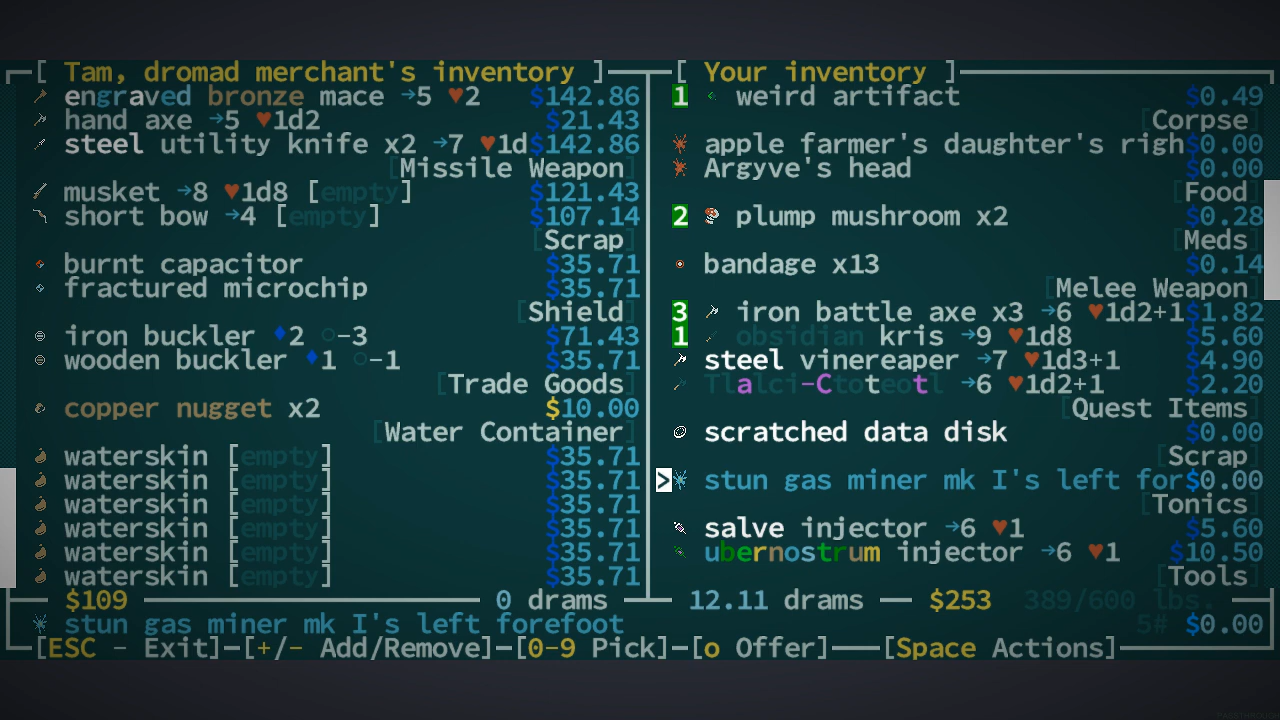 [ Tam, dromad merchant's inventory ]
engraved bronze mace →5 ♥2 $142.86
hand axe →5 ♥1d2 $21.43
steel utility knife x2 →7 ♥1d$142.86
[Missile Weapon]
musket →8 ♥1d8 [empty] $121.43
short bow →4 [empty] $107.14
[Scrap]
burnt capacitor $35.71
fractured microchip $35.71
[Shield]
iron buckler ♦2 ○-3 $71.43
wooden buckler ♦1 ○-1 $35.71
[Trade Goods]
copper nugget x2 $10.00
[Water Container]
waterskin [empty] $35.71
waterskin [empty] $35.71
waterskin [empty] $35.71
waterskin [empty] $35.71
waterskin [empty] $35.71
waterskin [empty] $35.71
[ Your inventory ]
1 weird artifact $0.49
[Corpse]
apple farmer's daughter's righ$0.00
Argyve's head $0.00
[Food]
2 plump mushroom x2 $0.28
[Meds]
bandage x13 $0.14
[Melee Weapon]
3 iron battle axe x3 →6 ♥1d2+1$1.82
1 obsidian kris →9 ♥1d8 $5.60
steel vinereaper →7 ♥1d3+1 $4.90
Tlalci-Ctoteotl →6 ♥1d2+1 $2.20
[Quest Items]
scratched data disk $0.00
[Scrap]
> stun gas miner mk I's left for$0.00
[Tonics]
salve injector →6 ♥1 $5.60
ubernostrum injector →6 ♥1 $10.50
[Tools]
$109 0 drams 12.11 drams $253 389/600 lbs.
stun gas miner mk I's left forefoot 5# $0.00
[ESC - Exit] [+/- Add/Remove] [0-9 Pick] [o Offer] [Space Actions]